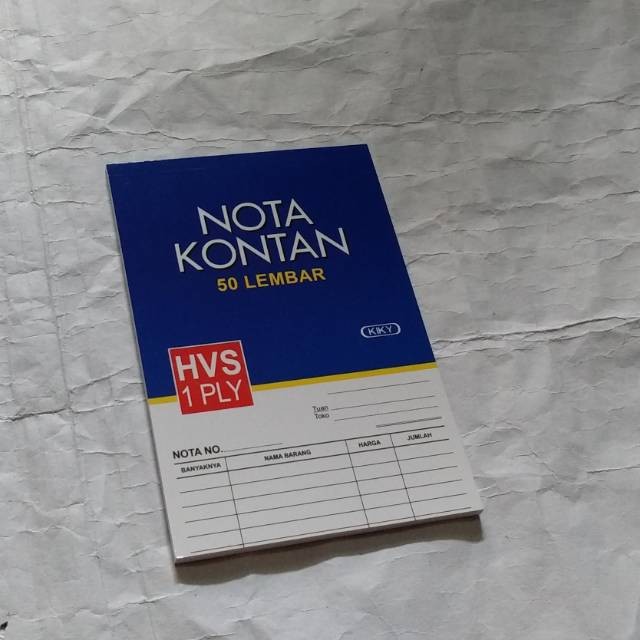 NOTA
KONTAN
50 LEMBAR
KIKY
HVS
1 PLY
Tuan
Toko
NOTA NO.
BANYAKNYA NAMA BARANG HARGA JUMLAH